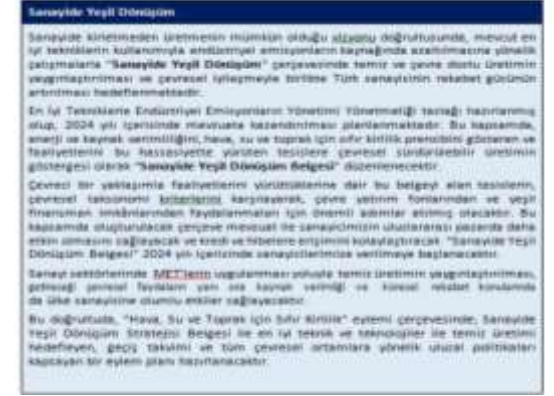 Sanayide Yeşil Dönüşüm
Sanayide kirletmeden üretmenin mümkün olduğu vizyonu doğrultusunda, mevcut en
iyi tekniklerin kullanımıyla endüstriyel emisyonların kaynağında azaltılmasına yönelik
çalışmalarla "Sanayide Yeşil Dönüşüm" çerçevesinde temiz ve çevre dostu üretimin
yaygınlaştırılması ve çevresel iyileşmeyle birlikte Türk sanayisinin rekabet gücünün
artırılması hedeflenmektedir.
En İyi Tekniklerle Endüstriyel Emisyonların Yönetimi Yönetmeliği taslağı hazırlanmış
olup, 2024 yılı içerisinde mevzuata kazandırılması planlanmaktadır. Bu kapsamda,
enerji ve kaynak verimliliğini, hava, su ve toprak için sıfır kirlilik prensibini gösteren ve
faaliyetlerini bu hassasiyetle yürüten tesislere çevresel sürdürülebilir üretimin
göstergesi olarak "Sanayide Yeşil Dönüşüm Belgesi" düzenlenecektir.
Çevreci bir yaklaşımla faaliyetlerini yürüttüklerine dair bu belgeyi alan tesislerin,
çevresel taksonomi kriterlerini karşılayarak, çevre yatırım fonlarından ve yeşil
finansman imkânlarından faydalanmaları için önemli adımlar atılmış olacaktır. Bu
kapsamda oluşturulacak çerçeve mevzuat ile sanayicimizin uluslararası pazarda daha
etkin olmasını sağlayacak ve kredi ve hibelere erişimini kolaylaştıracak "Sanayide Yeşil
Dönüşüm Belgesi" 2024 yılı içerisinde sanayicilerimize verilmeye başlanacaktır.
Sanayi sektörlerinde MET'lerin uygulanması yoluyla temiz üretimin yaygınlaştırılması,
getireceği çevresel faydaların yanı sıra kaynak verimliliği ve küresel rekabet konularında
da ülke sanayisine olumlu etkiler sağlayacaktır.
Bu doğrultuda, "Hava, Su ve Toprak için Sıfır Kirlilik" eylemi çerçevesinde, Sanayide
Yeşil Dönüşüm Stratejisi Belgesi ile en iyi teknik ve teknolojiler ile temiz üretimi
hedefleyen, geçiş takvimi ve tüm çevresel ortamlara yönelik ulusal politikaları
kapsayan bir eylem planı hazırlanacaktır.